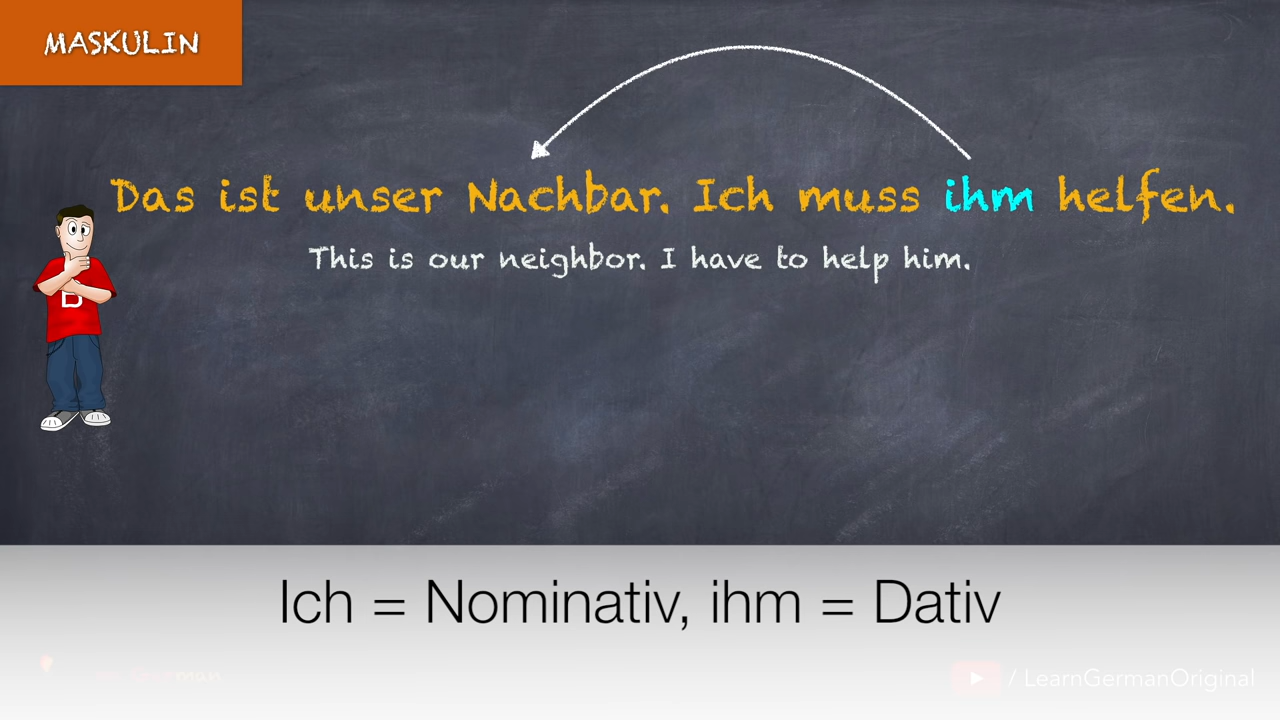 MASKULIN
Das ist unser Nachbar. Ich muss ihm helfen.
This is our neighbor. I have to help him.
Ich = Nominativ, ihm = Dativ
German
/ LearnGermanOriginal